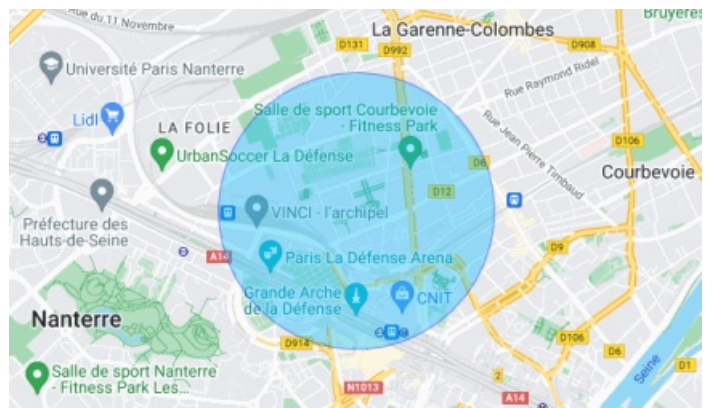 Rue du 11 Novembre
Bruyères
La Garenne-Colombes
D131
D992
D908
Université Paris Nanterre
Rue Raymond Ridel
Lidl
Salle de sport Courbevoie
- Fitness Park
LA FOLIE
Rue Jean Pierre Timbaud
UrbanSoccer La Défense
D6
D106
Courbevoie
D12
Préfecture des
Hauts-de-Seine
VINCI - l'archipel
A14
Paris La Défense Arena
D9
Grande Arche
de la Défense
CNIT
Nanterre
D914
D106
D6
D1
Seine
Salle de sport Nanterre
- Fitness Park Les...
2
N1013
A14